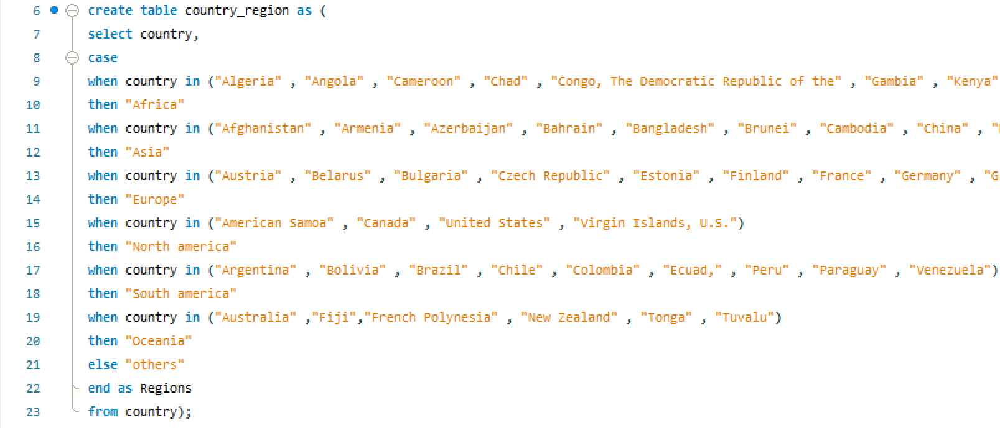 6 create table country_region as (
7 select country,
8 case
9 when country in ("Algeria" , "Angola" , "Cameroon" , "Chad" , "Congo, The Democratic Republic of the" , "Gambia" , "Kenya"
10 then "Africa"
11 when country in ("Afghanistan" , "Armenia" , "Azerbaijan" , "Bahrain" , "Bangladesh" , "Brunei" , "Cambodia" , "China" , "
12 then "Asia"
13 when country in ("Austria" , "Belarus" , "Bulgaria" , "Czech Republic" , "Estonia" , "Finland" , "France" , "Germany" , "G
14 then "Europe"
15 when country in ("American Samoa" , "Canada" , "United States" , "Virgin Islands, U.S.")
16 then "North america"
17 when country in ("Argentina" , "Bolivia" , "Brazil" , "Chile" , "Colombia" , "Ecuad," , "Peru" , "Paraguay" , "Venezuela")
18 then "South america"
19 when country in ("Australia" ,"Fiji","French Polynesia" , "New Zealand" , "Tonga" , "Tuvalu")
20 then "Oceania"
21 else "others"
22 end as Regions
23 from country);